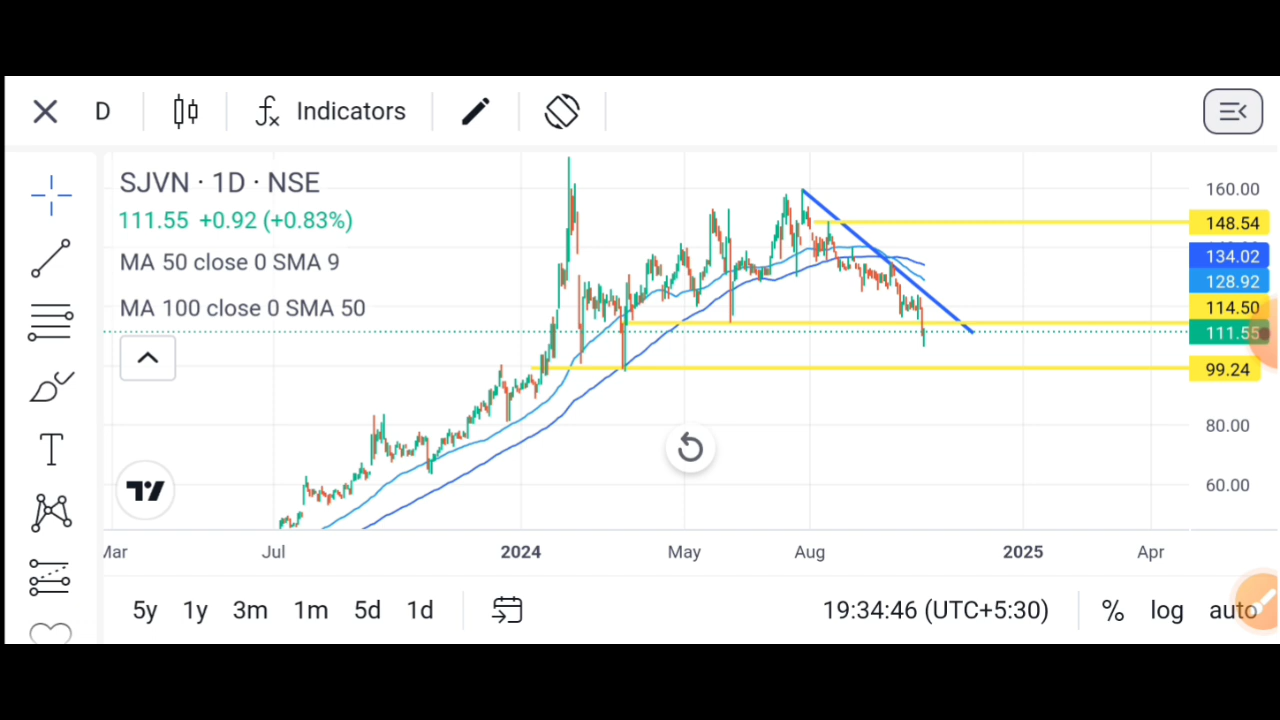 D Indicators
SJVN · 1D · NSE
111.55 +0.92 (+0.83%)
MA 50 close 0 SMA 9
MA 100 close 0 SMA 50
160.00
148.54
134.02
128.92
114.50
111.55
99.24
80.00
60.00
T
Mar Jul 2024 May Aug 2025 Apr
5y 1y 3m 1m 5d 1d 19:34:46 (UTC+5:30) % log auto